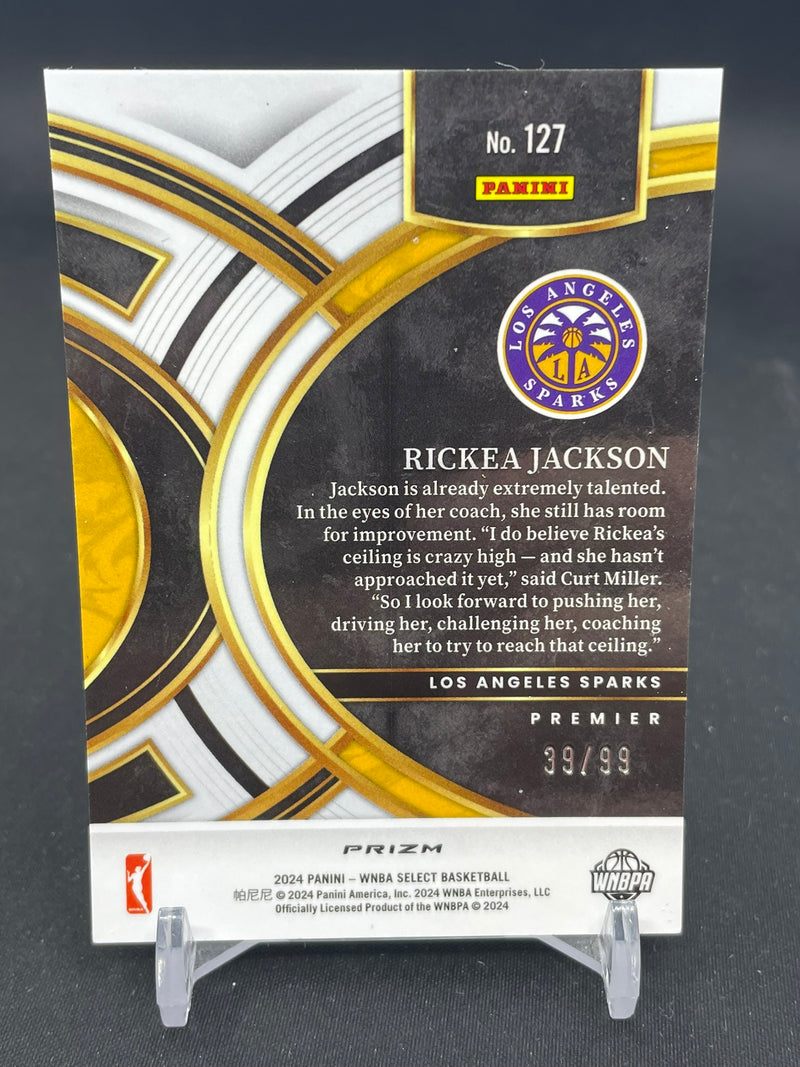 No. 127
PANINI
LOS ANGELES
LA
SPARKS
RICKEA JACKSON
Jackson is already extremely talented.
In the eyes of her coach, she still has room
for improvement. “I do believe Rickea’s
ceiling is crazy high — and she hasn’t
approached it yet,” said Curt Miller.
“So I look forward to pushing her,
driving her, challenging her, coaching
her to try to reach that ceiling.”
LOS ANGELES SPARKS
PREMIER
39/99
PRIZM
2024 PANINI – WNBA SELECT BASKETBALL
帕尼尼 © 2024 Panini America, Inc. 2024 WNBA Enterprises, LLC
Officially Licensed Product of the WNBPA © 2024
WNBPA